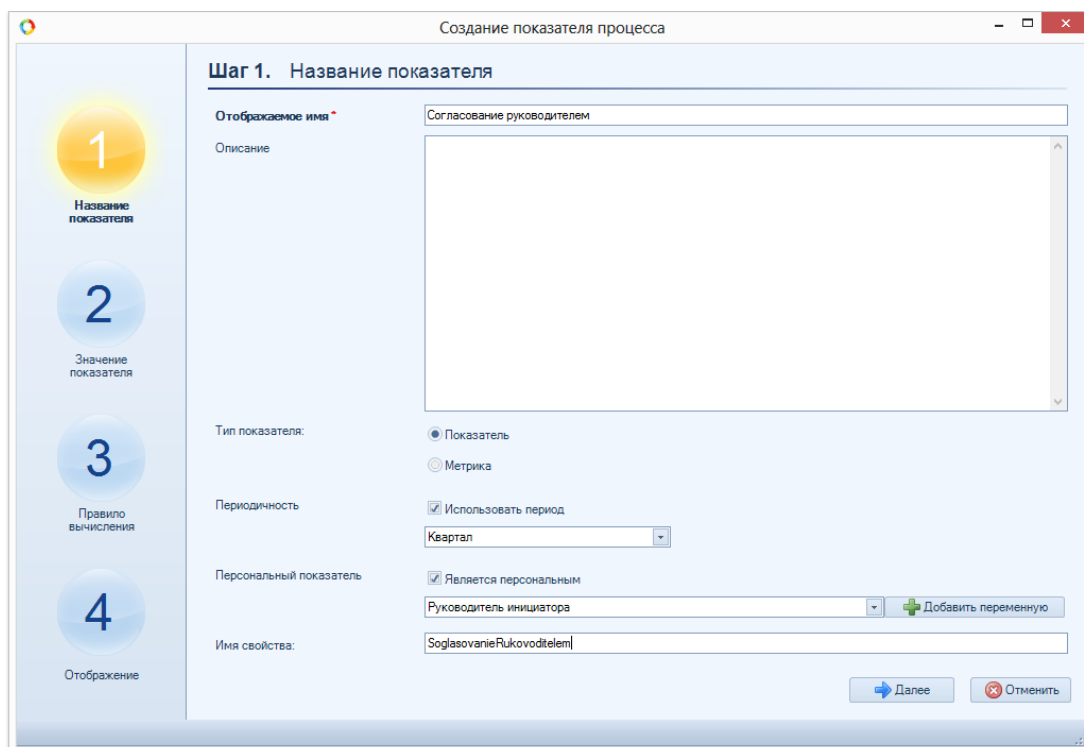 Создание показателя процесса
Шаг 1. Название показателя
1
Название
показателя
2
Значение
показателя
3
Правило
вычисления
4
Отображение
Отображаемое имя *
Согласование руководителем
Описание
Тип показателя:
Показатель
Метрика
Периодичность
Использовать период
Квартал
Персональный показатель
Является персональным
Руководитель инициатора
Добавить переменную
Имя свойства:
SoglasovanieRukovoditelem
Далее
Отменить